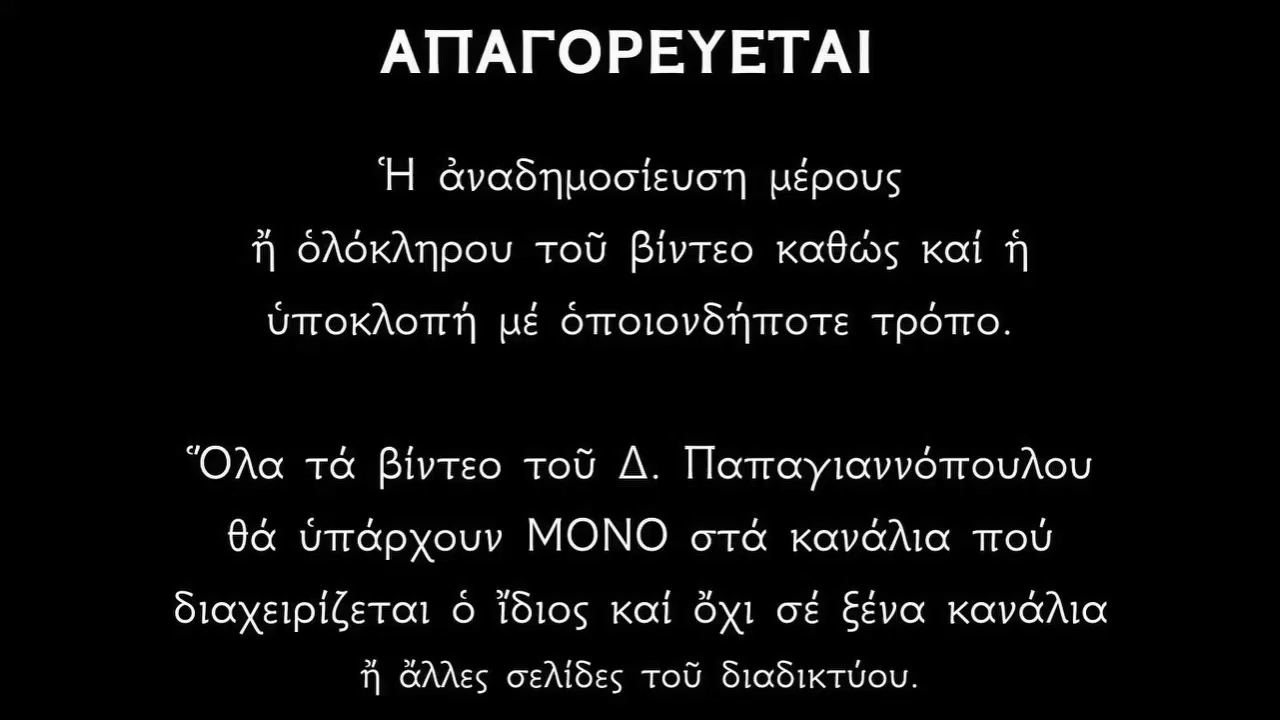 ΑΠΑΓΟΡΕΥΕΤΑΙ
Ἡ ἀναδημοσίευση μέρους
ἤ ὁλόκληρου τοῦ βίντεο καθώς καί ἡ
ὑποκλοπή μέ ὁποιονδήποτε τρόπο.
Ὅλα τά βίντεο τοῦ Δ. Παπαγιαννόπουλου
θά ὑπάρχουν ΜΟΝΟ στά κανάλια πού
διαχειρίζεται ὁ ἴδιος καί ὄχι σέ ξένα κανάλια
ἤ ἄλλες σελίδες τοῦ διαδικτύου.